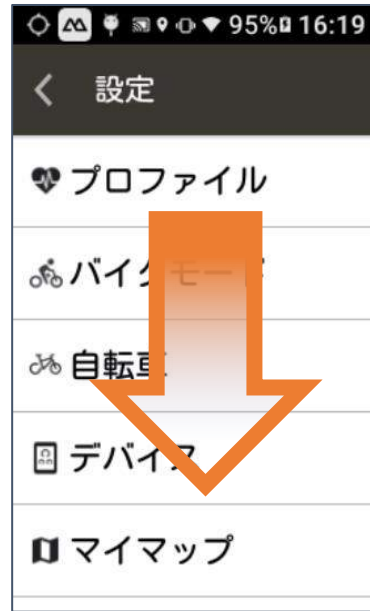 95% 16:19
設定
プロファイル
バイクモード
自転車
デバイス
マイマップ